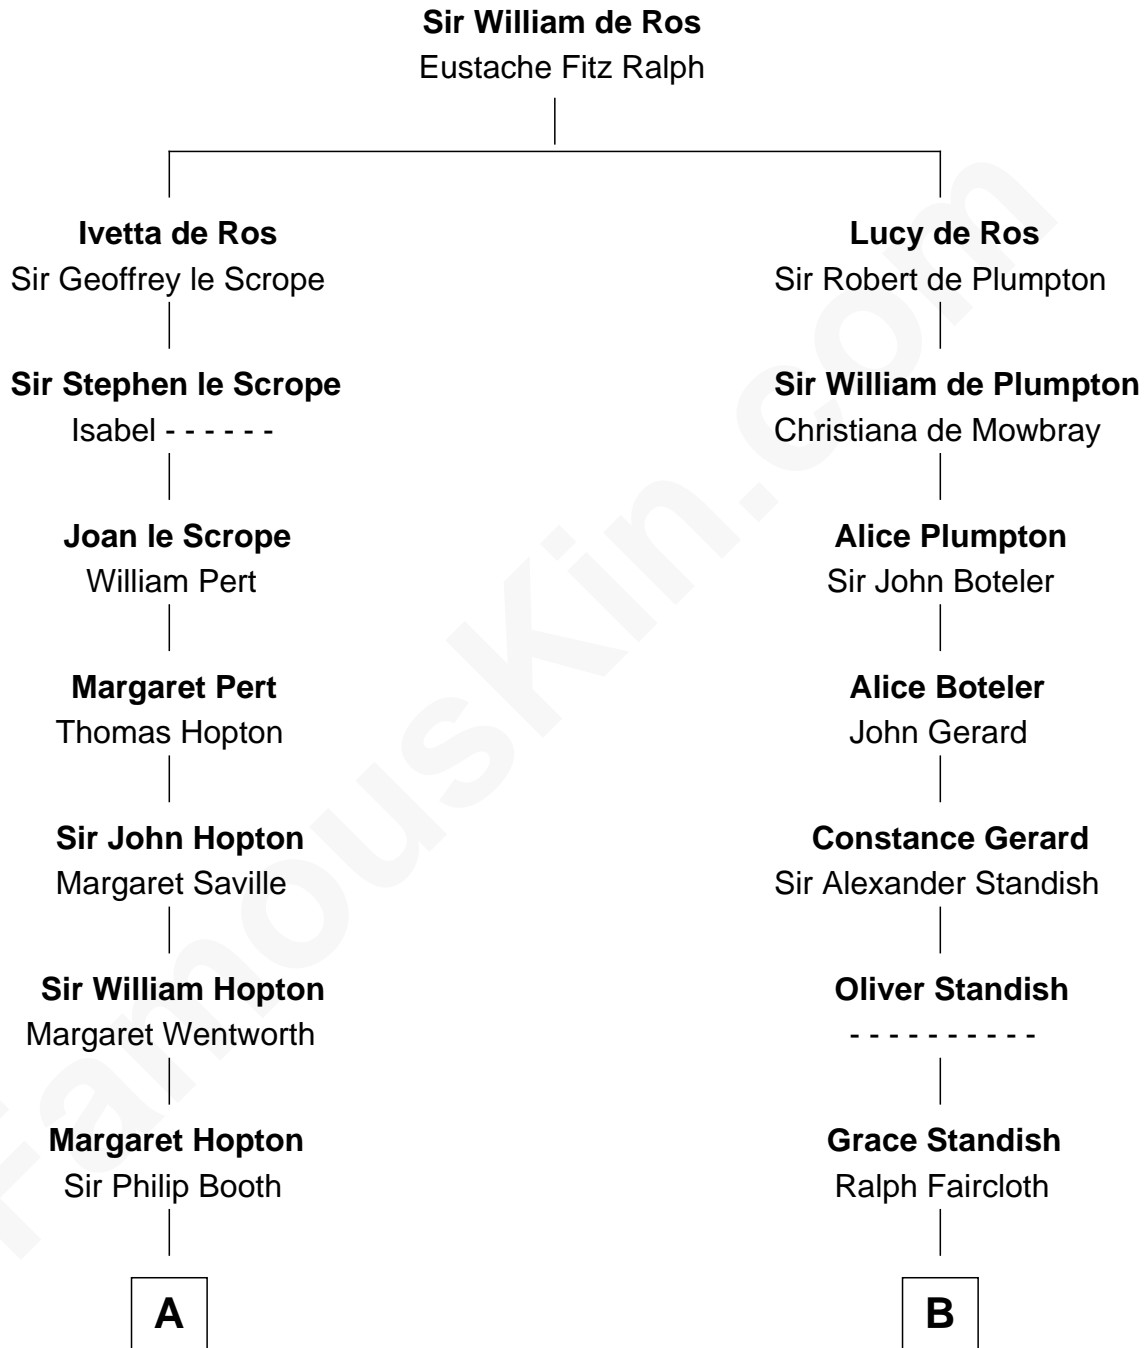 Sir William de Ros
Eustache Fitz Ralph
Ivetta de Ros
Sir Geoffrey le Scrope
Lucy de Ros
Sir Robert de Plumpton
Sir Stephen le Scrope
Isabel - - - - - -
Sir William de Plumpton
Christiana de Mowbray
Joan le Scrope
William Pert
Alice Plumpton
Sir John Boteler
Margaret Pert
Thomas Hopton
Alice Boteler
John Gerard
Sir John Hopton
Margaret Saville
Constance Gerard
Sir Alexander Standish
Sir William Hopton
Margaret Wentworth
Oliver Standish
- - - - - - - - - -
Margaret Hopton
Sir Philip Booth
Grace Standish
Ralph Faircloth
A
B
FamousKin.com